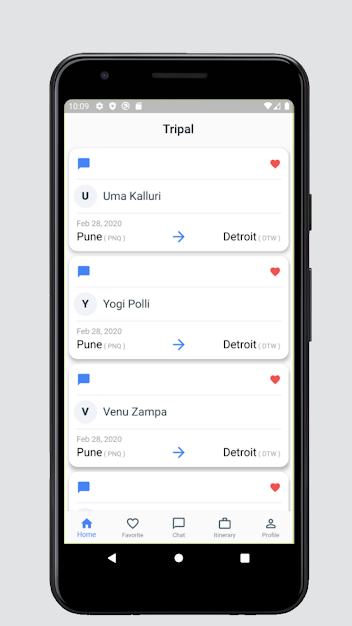 10:09
Tripal
U Uma Kalluri
Feb 28, 2020
Pune ( PNQ ) Detroit ( DTW )
Y Yogi Polli
Feb 28, 2020
Pune ( PNQ ) Detroit ( DTW )
V Venu Zampa
Feb 28, 2020
Pune ( PNQ ) Detroit ( DTW )
Home Favorite Chat Itinerary Profile